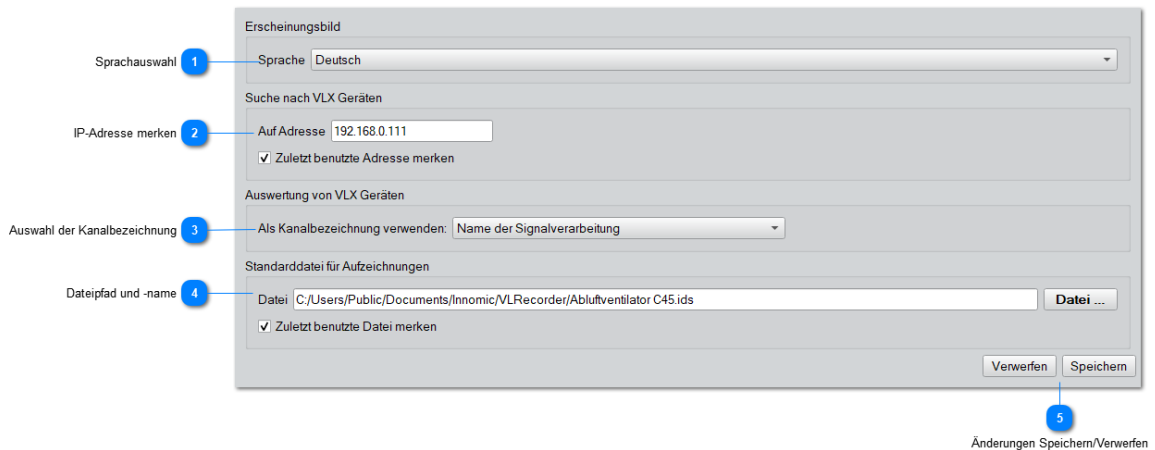 Erscheinungsbild
Sprachauswahl 1 Sprache Deutsch
Suche nach VLX Geräten
IP-Adresse merken 2 Auf Adresse 192.168.0.111
Zuletzt benutzte Adresse merken
Auswertung von VLX Geräten
Auswahl der Kanalbezeichnung 3 Als Kanalbezeichnung verwenden: Name der Signalverarbeitung
Standarddatei für Aufzeichnungen
Dateipfad und -name 4 Datei C:/Users/Public/Documents/Innomic/VLRecorder/Abluftventilator C45.ids Datei ...
Zuletzt benutzte Datei merken
Verwerfen Speichern
5
Änderungen Speichern/Verwerfen